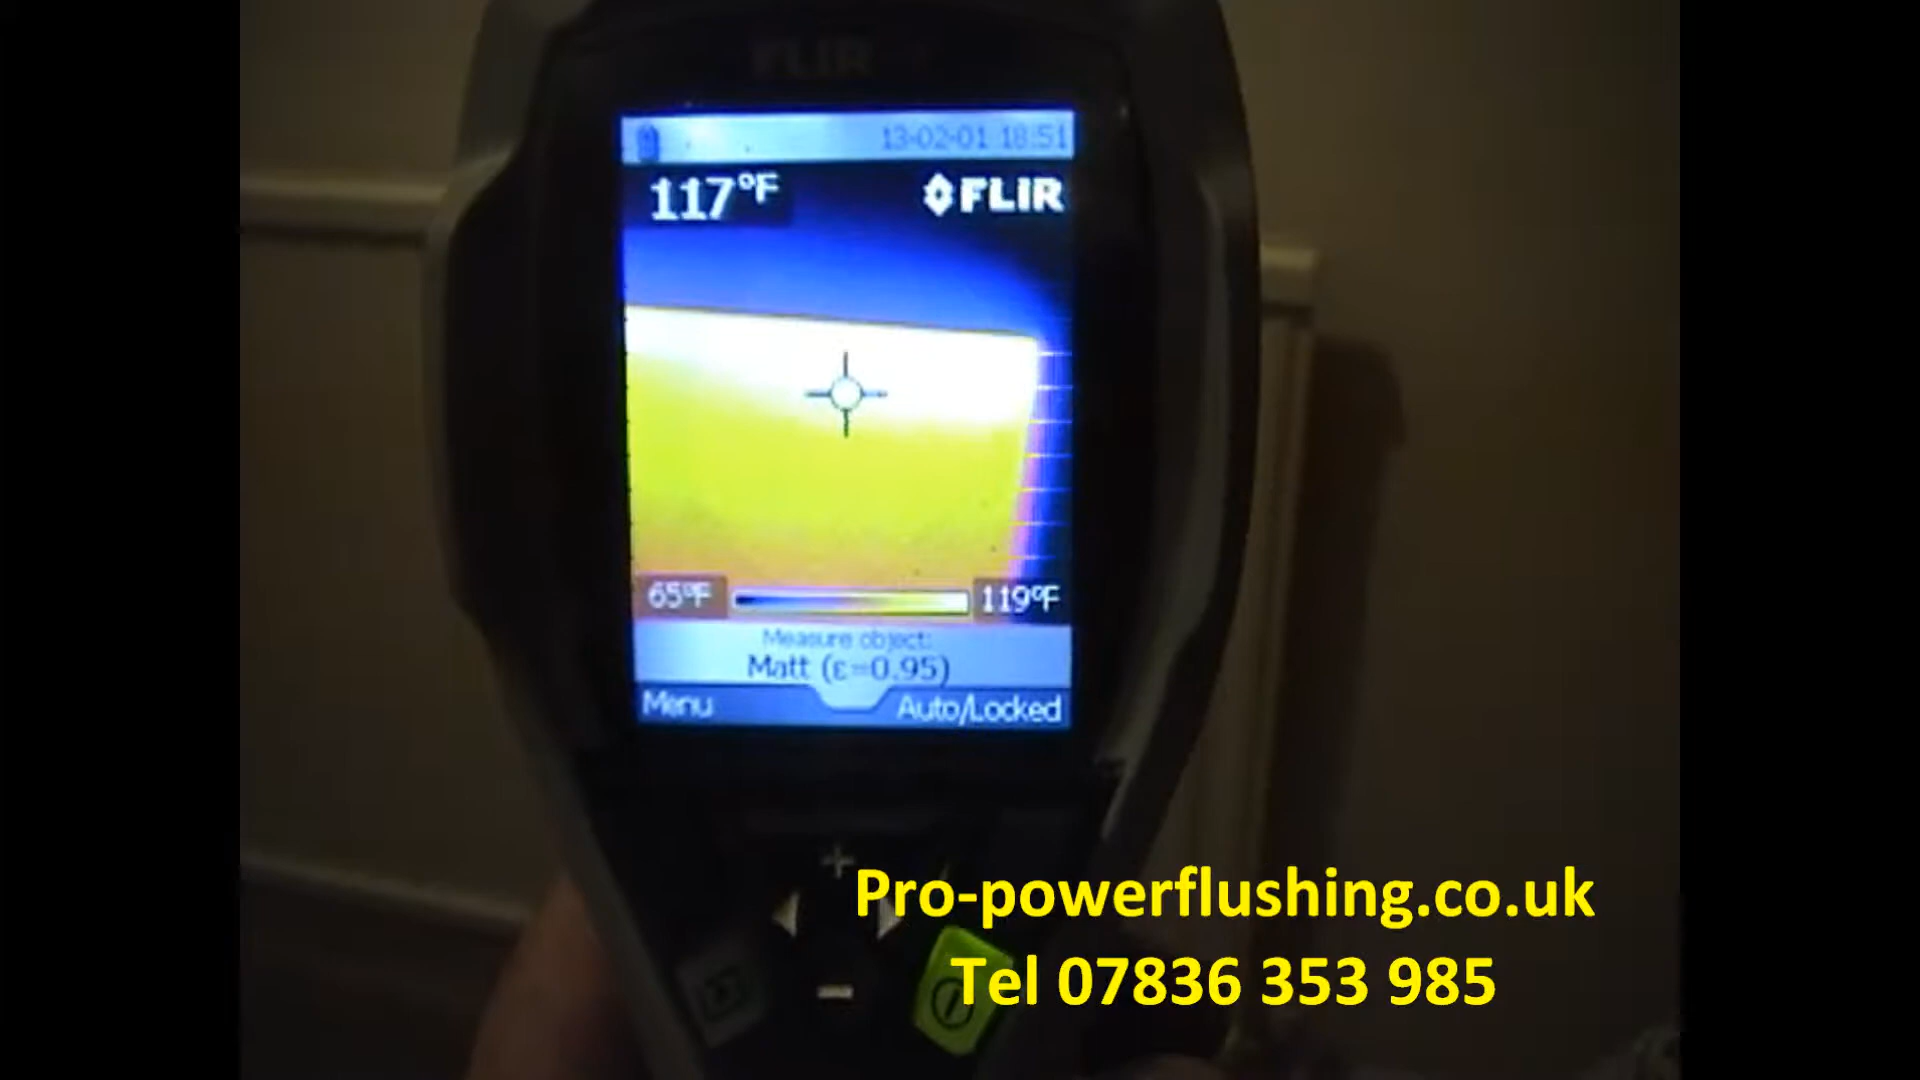 FLIR
13-02-01 18:51
117°F
FLIR
65°F
119°F
Measure object:
Matt (ε=0.95)
Menu
Auto/Locked
+
-
Pro-powerflushing.co.uk
Tel 07836 353 985